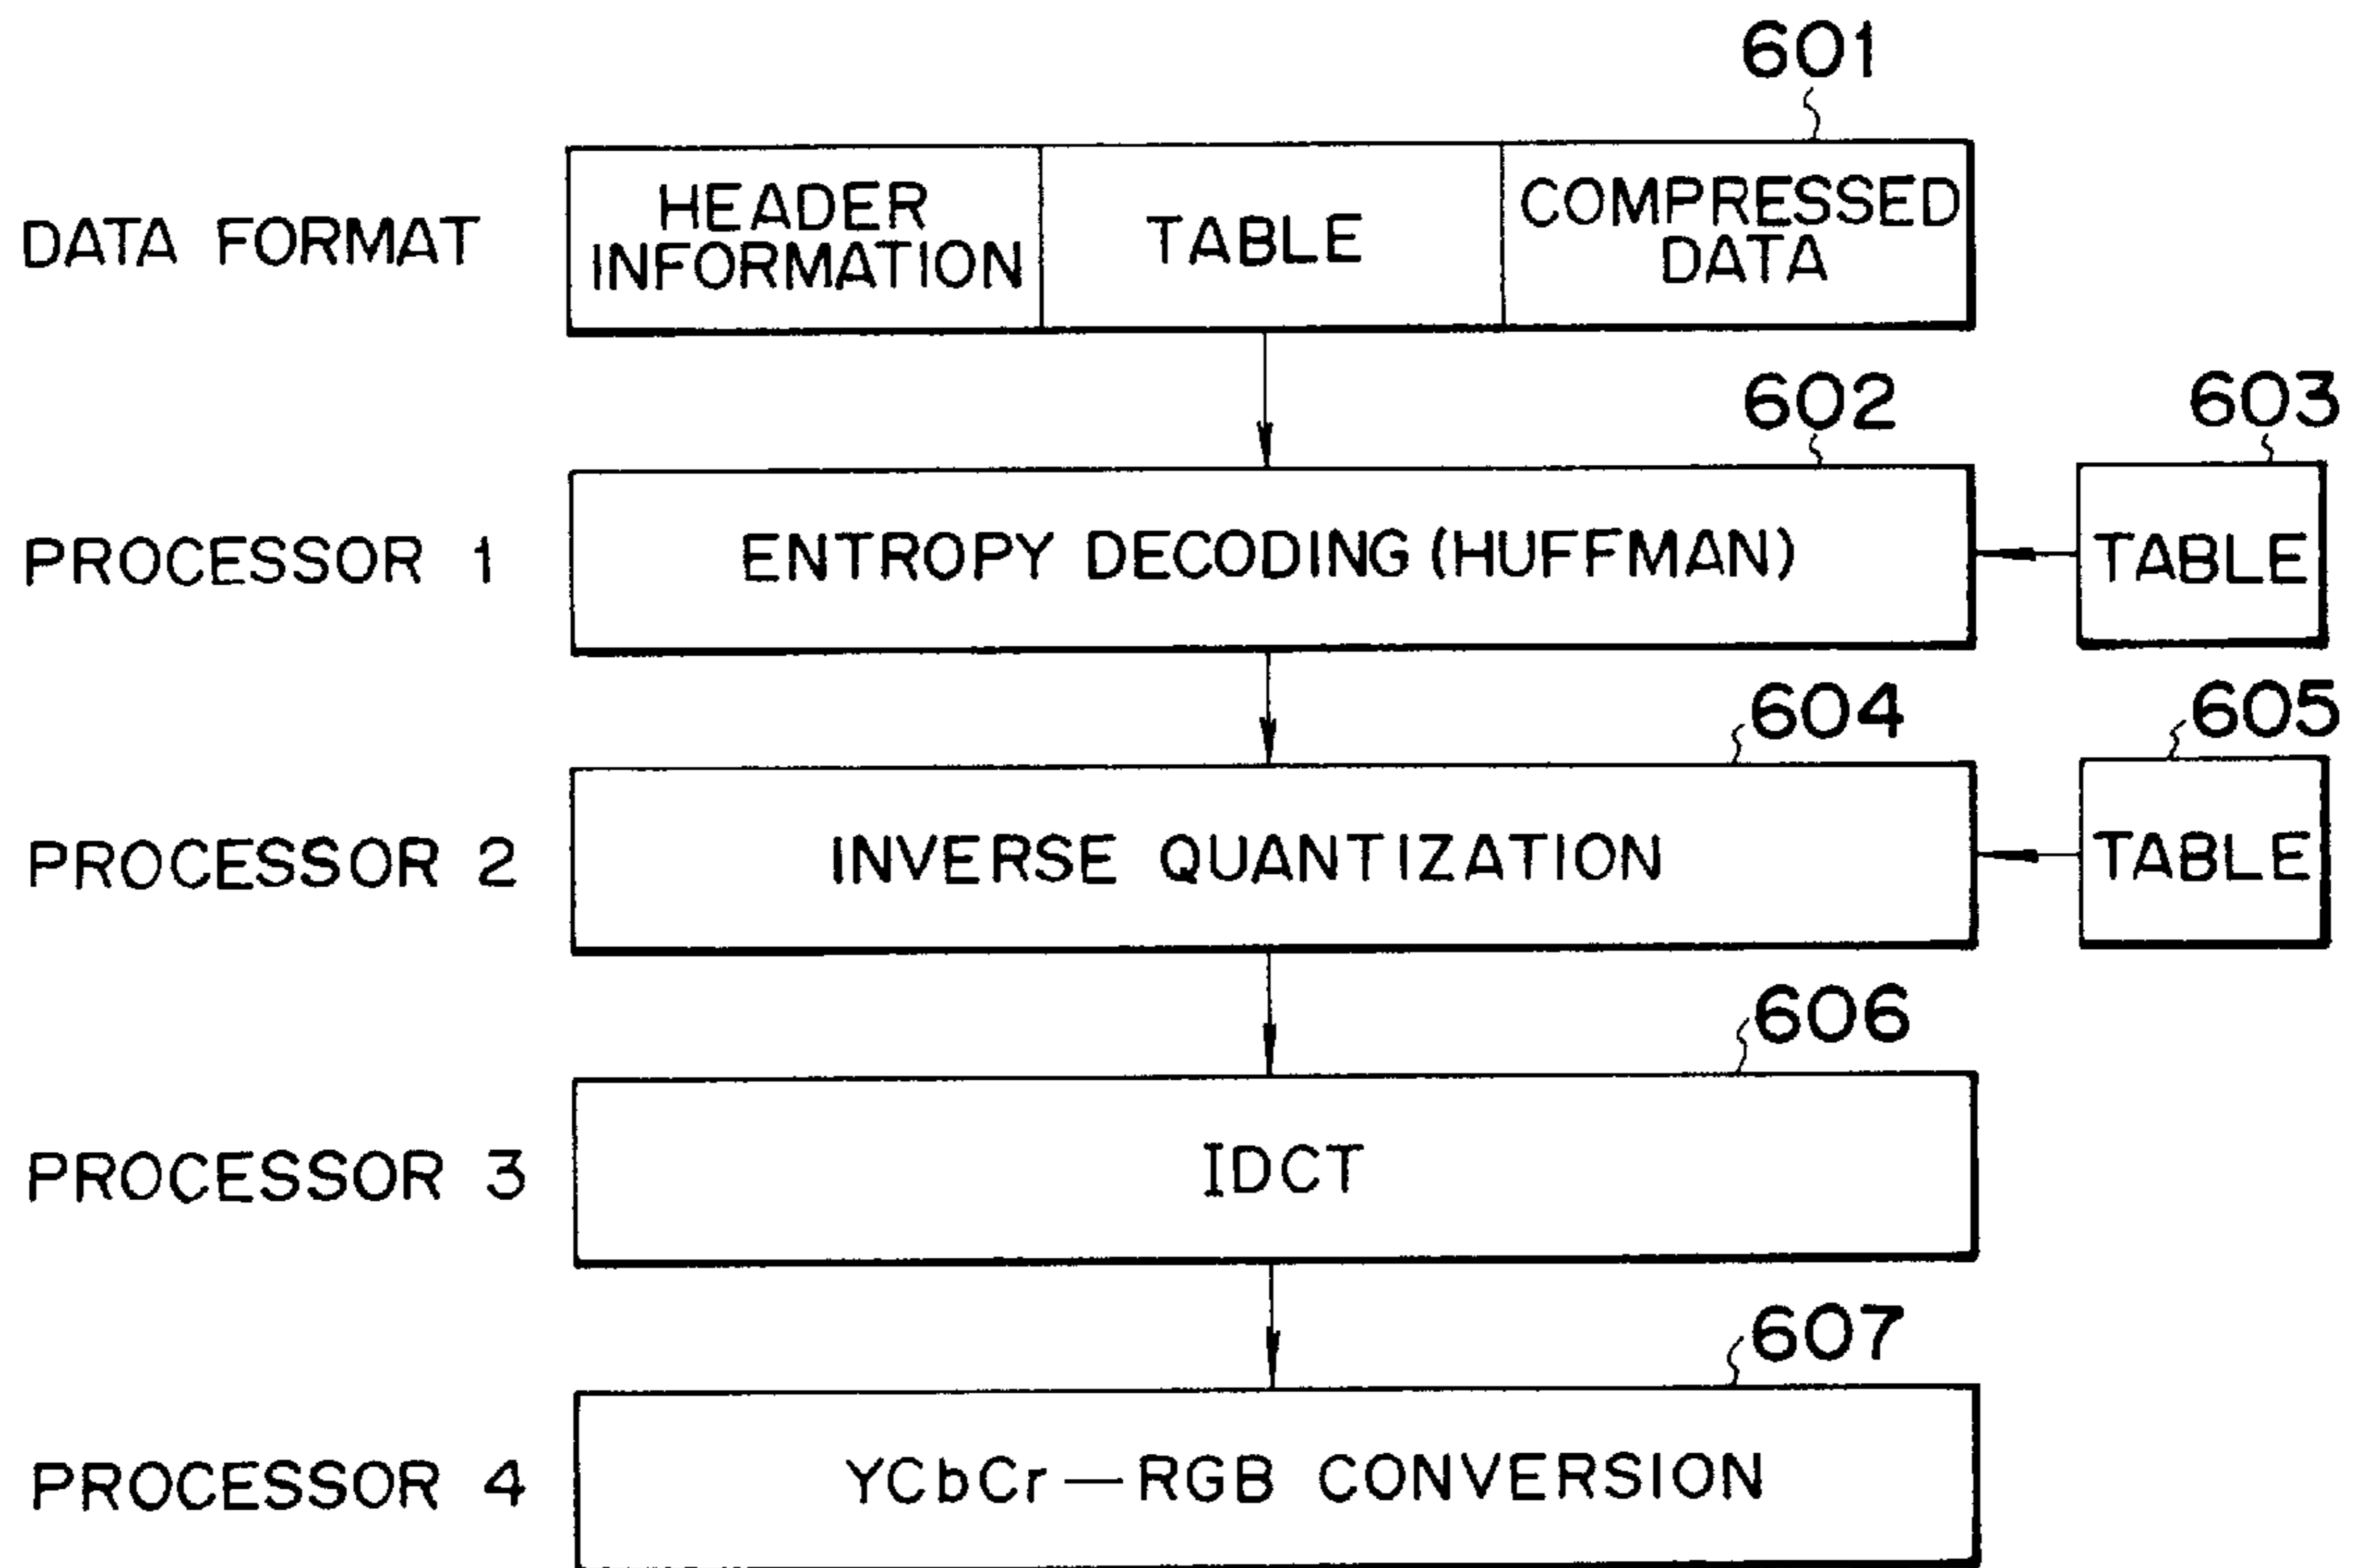 601
DATA FORMAT
HEADER
INFORMATION
TABLE
COMPRESSED
DATA
602
603
PROCESSOR 1
ENTROPY DECODING (HUFFMAN)
TABLE
604
605
PROCESSOR 2
INVERSE QUANTIZATION
TABLE
606
PROCESSOR 3
IDCT
607
PROCESSOR 4
YCbCr—RGB CONVERSION